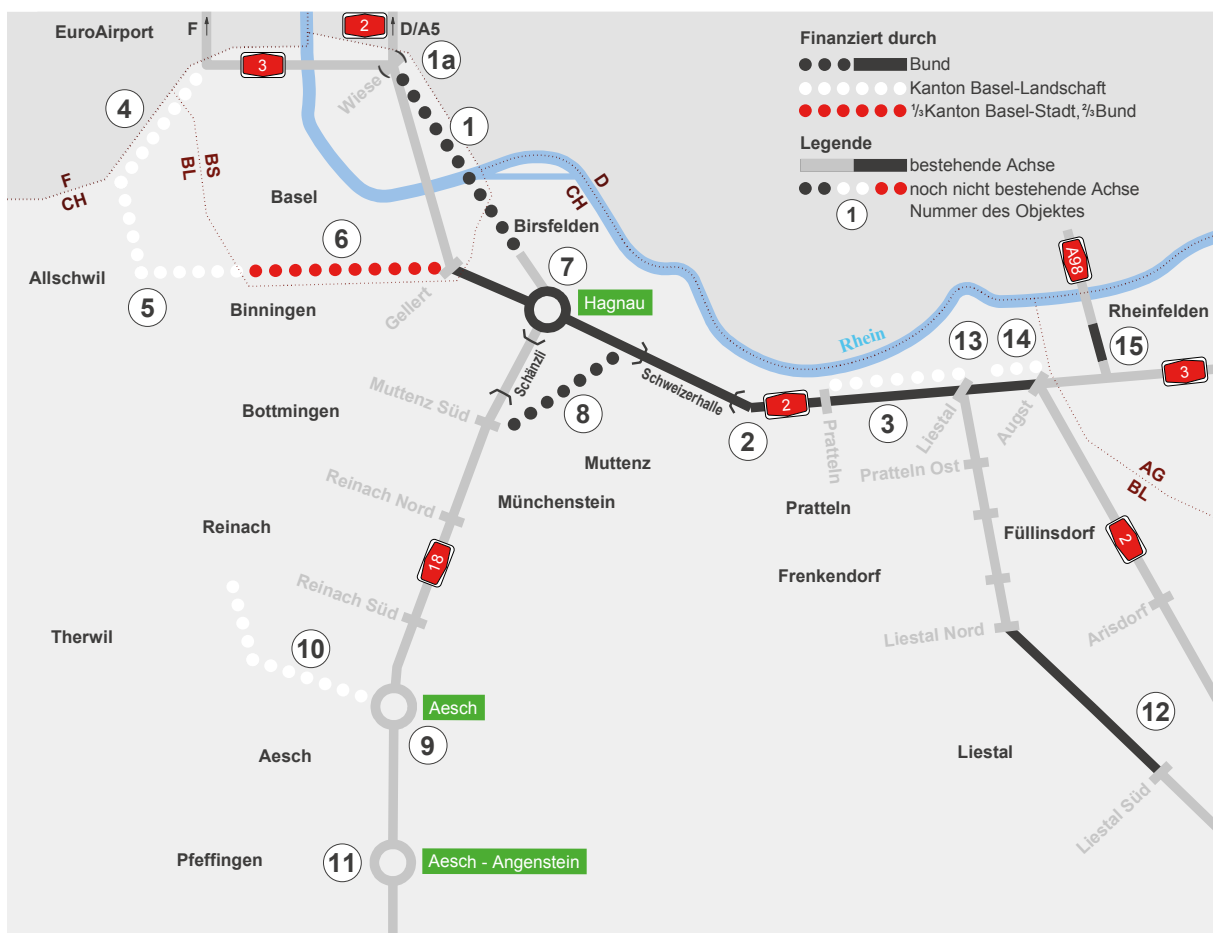 EuroAirport
F
2
D/A5
3
1a
Wiese
4
1
Finanziert durch
Bund
Kanton Basel-Landschaft
⅓Kanton Basel-Stadt,⅔Bund
Legende
bestehende Achse
noch nicht bestehende Achse
1
Nummer des Objektes
BS
BL
F
CH
D
CH
Basel
Birsfelden
6
7
Allschwil
5
Binningen
Gellert
Hagnau
A98
Rheinfelden
Rhein
13
14
15
3
Schänzli
Schweizerhalle
Muttenz Süd
Bottmingen
8
2
2
3
Pratteln
Liestal
Augst
Muttenz
Pratteln Ost
AG
BL
Reinach Nord
Münchenstein
Pratteln
Reinach
Füllinsdorf
2
18
Frenkendorf
Reinach Süd
Therwil
Liestal Nord
Arisdorf
10
Aesch
12
9
Aesch
Liestal
Liestal Süd
Pfeffingen
11
Aesch - Angenstein